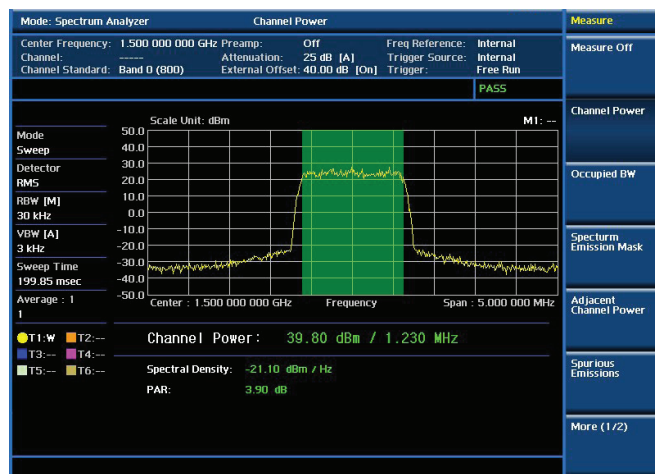 Mode: Spectrum Analyzer Channel Power Measure
Center Frequency: 1.500 000 000 GHz Preamp: Off Freq Reference: Internal
Channel: ----- Attenuation: 25 dB [A] Trigger Source: Internal
Channel Standard: Band 0 (800) External Offset: 40.00 dB [On] Trigger: Free Run
PASS
Measure Off
Channel Power
Occupied BW
Specturm
Emission Mask
Adjacent
Channel Power
Spurious
Emissions
More (1/2)
Mode
Sweep
Detector
RMS
RBW [M]
30 kHz
VBW [A]
3 kHz
Sweep Time
199.85 msec
Average : 1
1
T1:W T2:--
T3:-- T4:--
T5:-- T6:--
Scale Unit: dBm M1: --
50.0
40.0
30.0
20.0
10.0
0.0
-10.0
-20.0
-30.0
-40.0
-50.0
Center : 1.500 000 000 GHz Frequency Span : 5.000 000 MHz
Channel Power: 39.80 dBm / 1.230 MHz
Spectral Density: -21.10 dBm / Hz
PAR: 3.90 dB